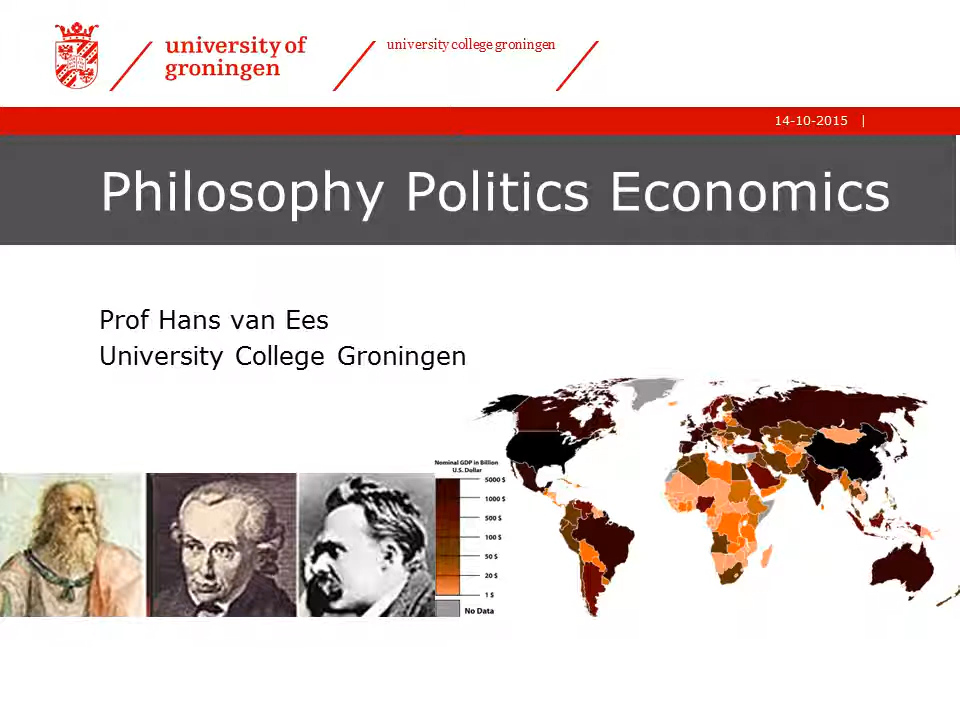 university of
groningen
university college groningen
14-10-2015 |
Philosophy Politics Economics
Prof Hans van Ees
University College Groningen
Nominal GDP in Billion
U.S. Dollar
5000 $
1000 $
500 $
100 $
50 $
20 $
1 $
No Data